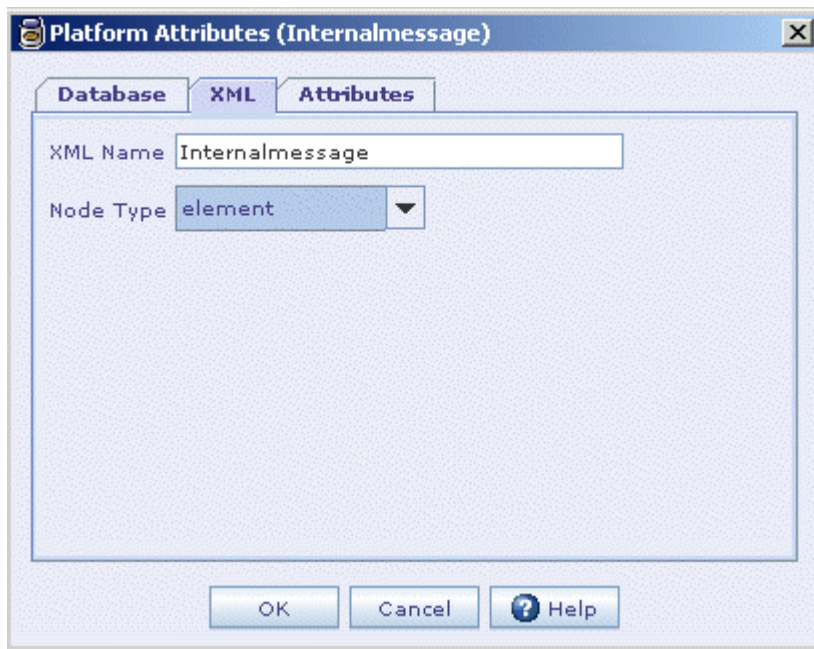 Platform Attributes (Internalmessage)
Database XML Attributes
XML Name Internalmessage
Node Type element
OK Cancel ? Help